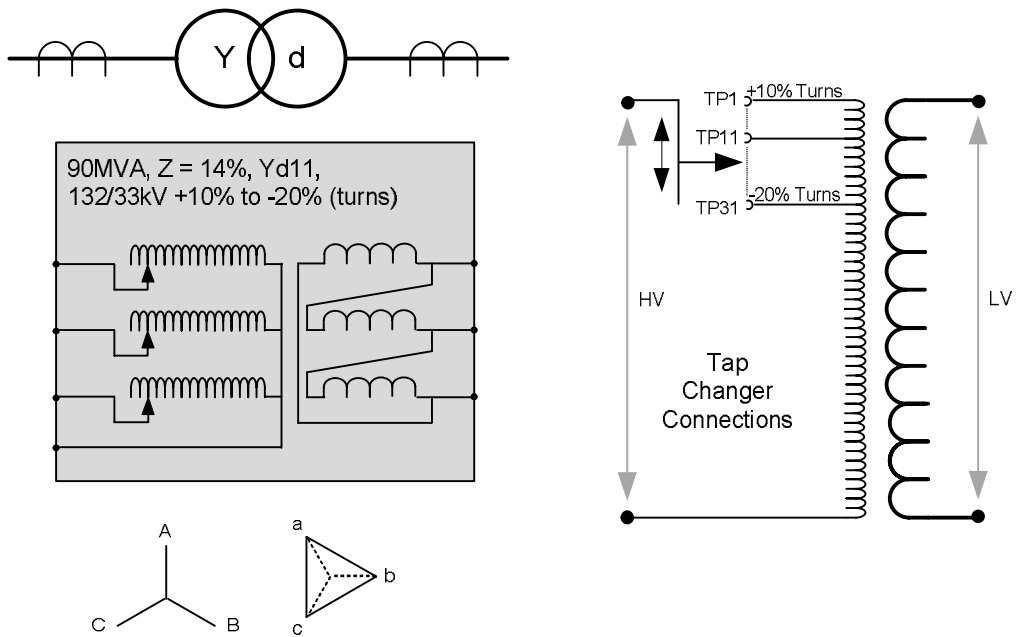 Y d
90MVA, Z = 14%, Yd11,
132/33kV +10% to -20% (turns)
A
C
B
a
b
c
TP1
+10% Turns
TP11
TP31
-20% Turns
HV
LV
Tap
Changer
Connections